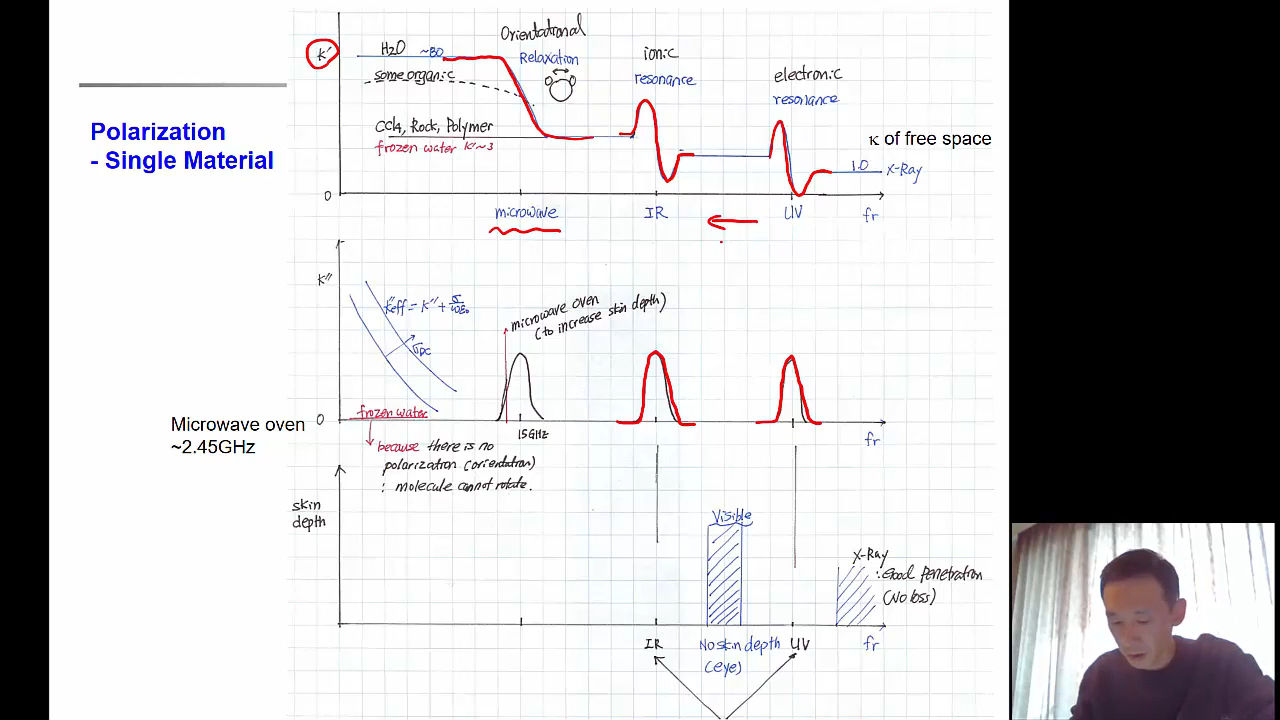 Polarization
- Single Material
κ'
H2O ~80
some organic
CCl4, Rock, Polymer
frozen water κ'~3
0
Orientational
Relaxation
ionic
resonance
electronic
resonance
κ of free space
1.0
X-Ray
microwave
IR
UV
fr
κ''
κ''eff = κ'' + σ/ωε0
σDC
microwave oven
(to increase skin depth)
Microwave oven
~2.45GHz
0
frozen water
15GHz
fr
because there is no
polarization (orientation)
: molecule cannot rotate.
skin
depth
Visible
X-Ray
: Good Penetration
(No loss)
IR
No skin depth
(eye)
UV
fr